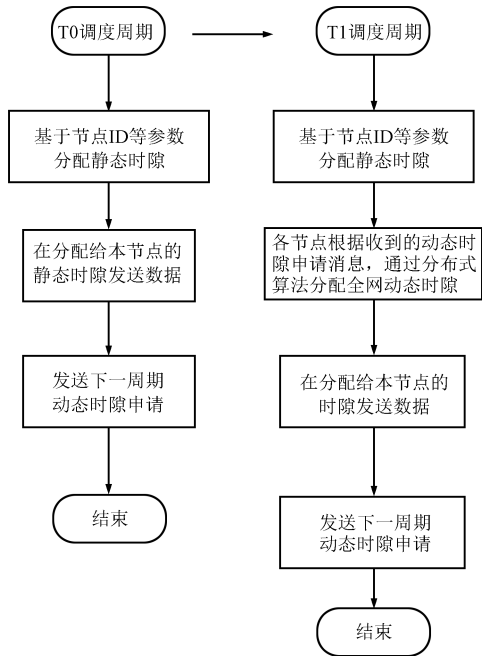 T0调度周期
基于节点ID等参数
分配静态时隙
在分配给本节点的
静态时隙发送数据
发送下一周期
动态时隙申请
结束
T1调度周期
基于节点ID等参数
分配静态时隙
各节点根据收到的动态时
隙申请消息，通过分布式
算法分配全网动态时隙
在分配给本节点的
时隙发送数据
发送下一周期
动态时隙申请
结束